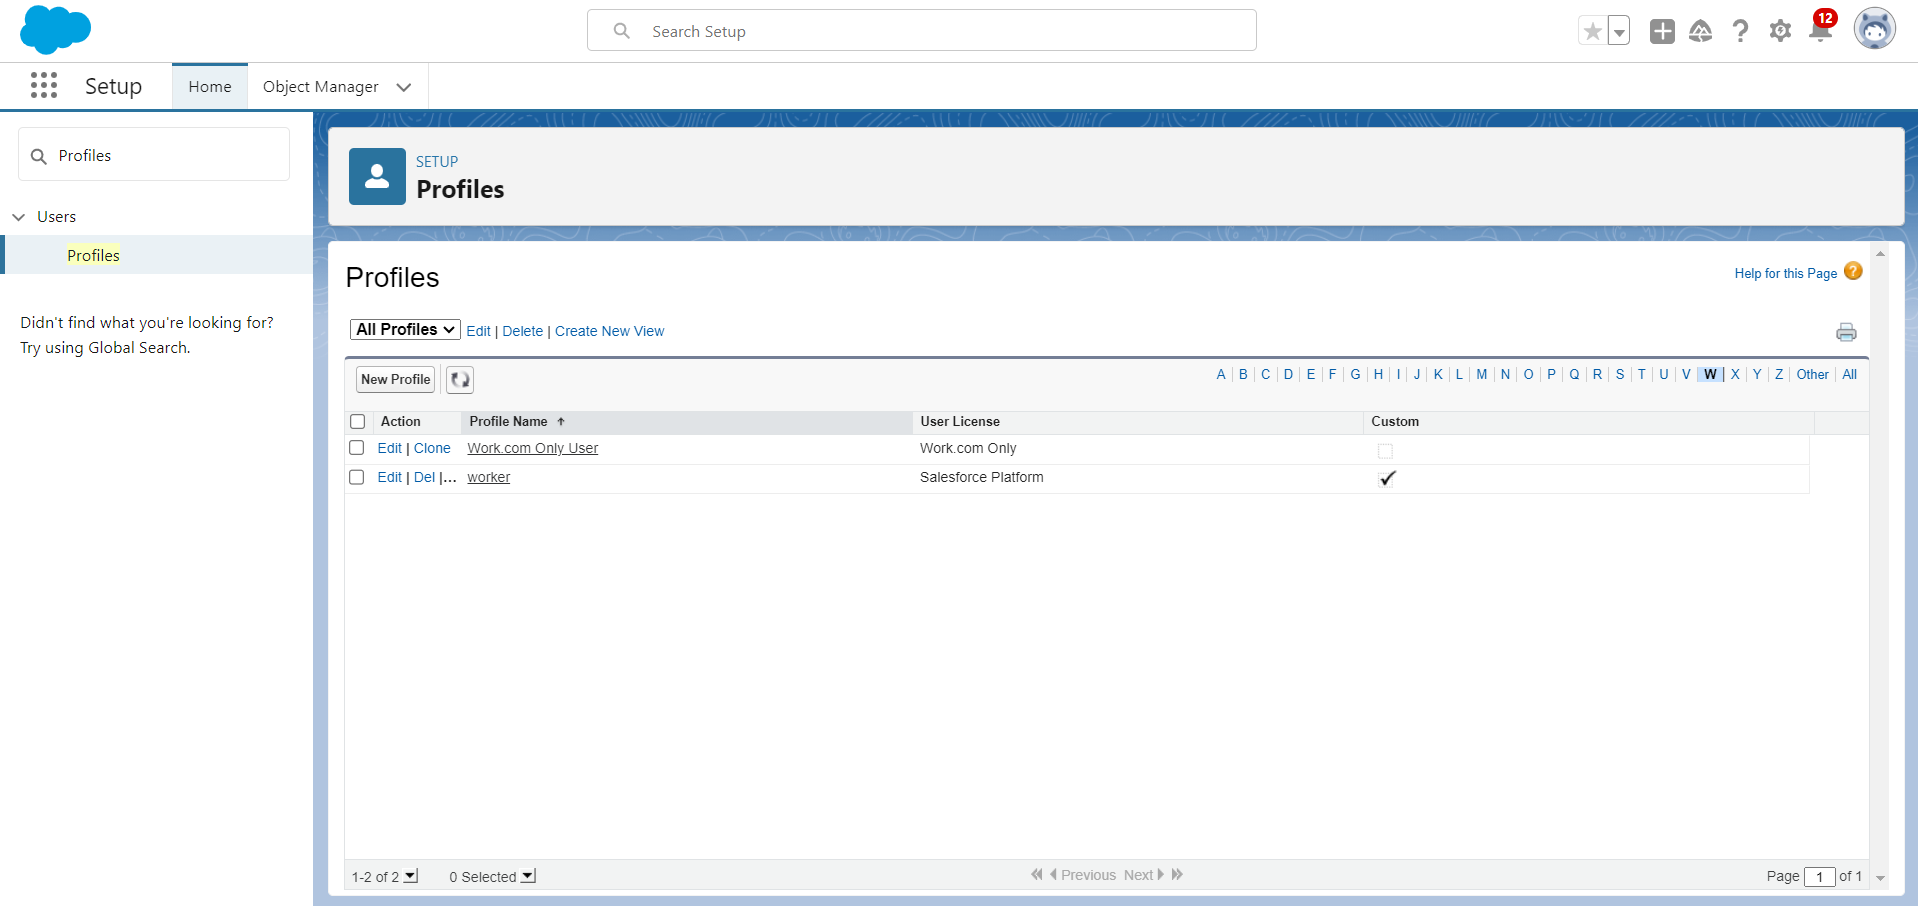 Search Setup
12
Setup
Home
Object Manager
Profiles
Users
Profiles
Didn't find what you're looking for?
Try using Global Search.
SETUP
Profiles
Profiles
Help for this Page ?
All Profiles Edit | Delete | Create New View
New Profile
A | B | C | D | E | F | G | H | I | J | K | L | M | N | O | P | Q | R | S | T | U | V | W | X | Y | Z | Other | All
Action Profile Name User License Custom
Edit | Clone Work.com Only User Work.com Only
Edit | Del |... worker Salesforce Platform
1-2 of 2 0 Selected Previous Next Page 1 of 1